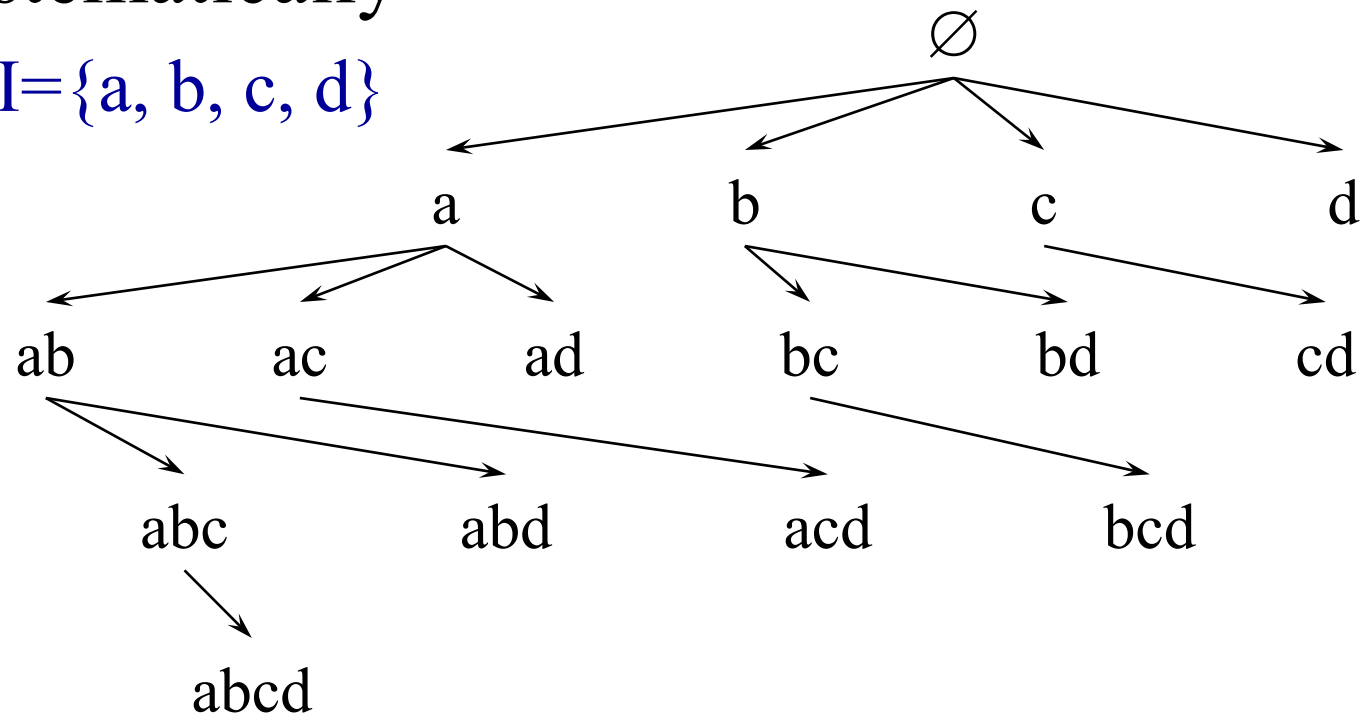 ∅
I={a, b, c, d}
a b c d
ab ac ad bc bd cd
abc abd acd bcd
abcd